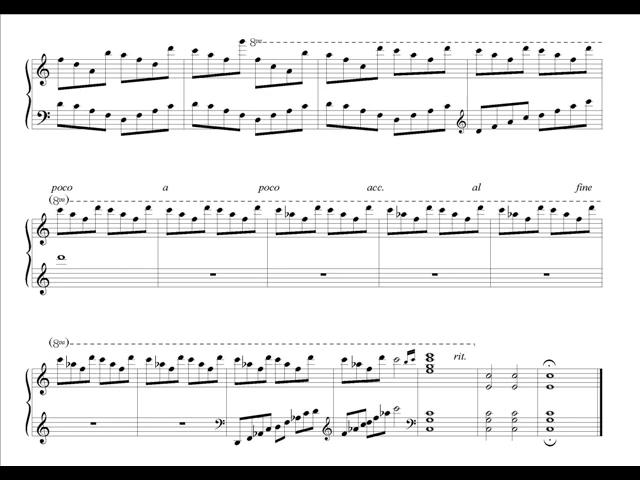 8va
poco a poco acc. al fine
(8va)
(8va)
rit.